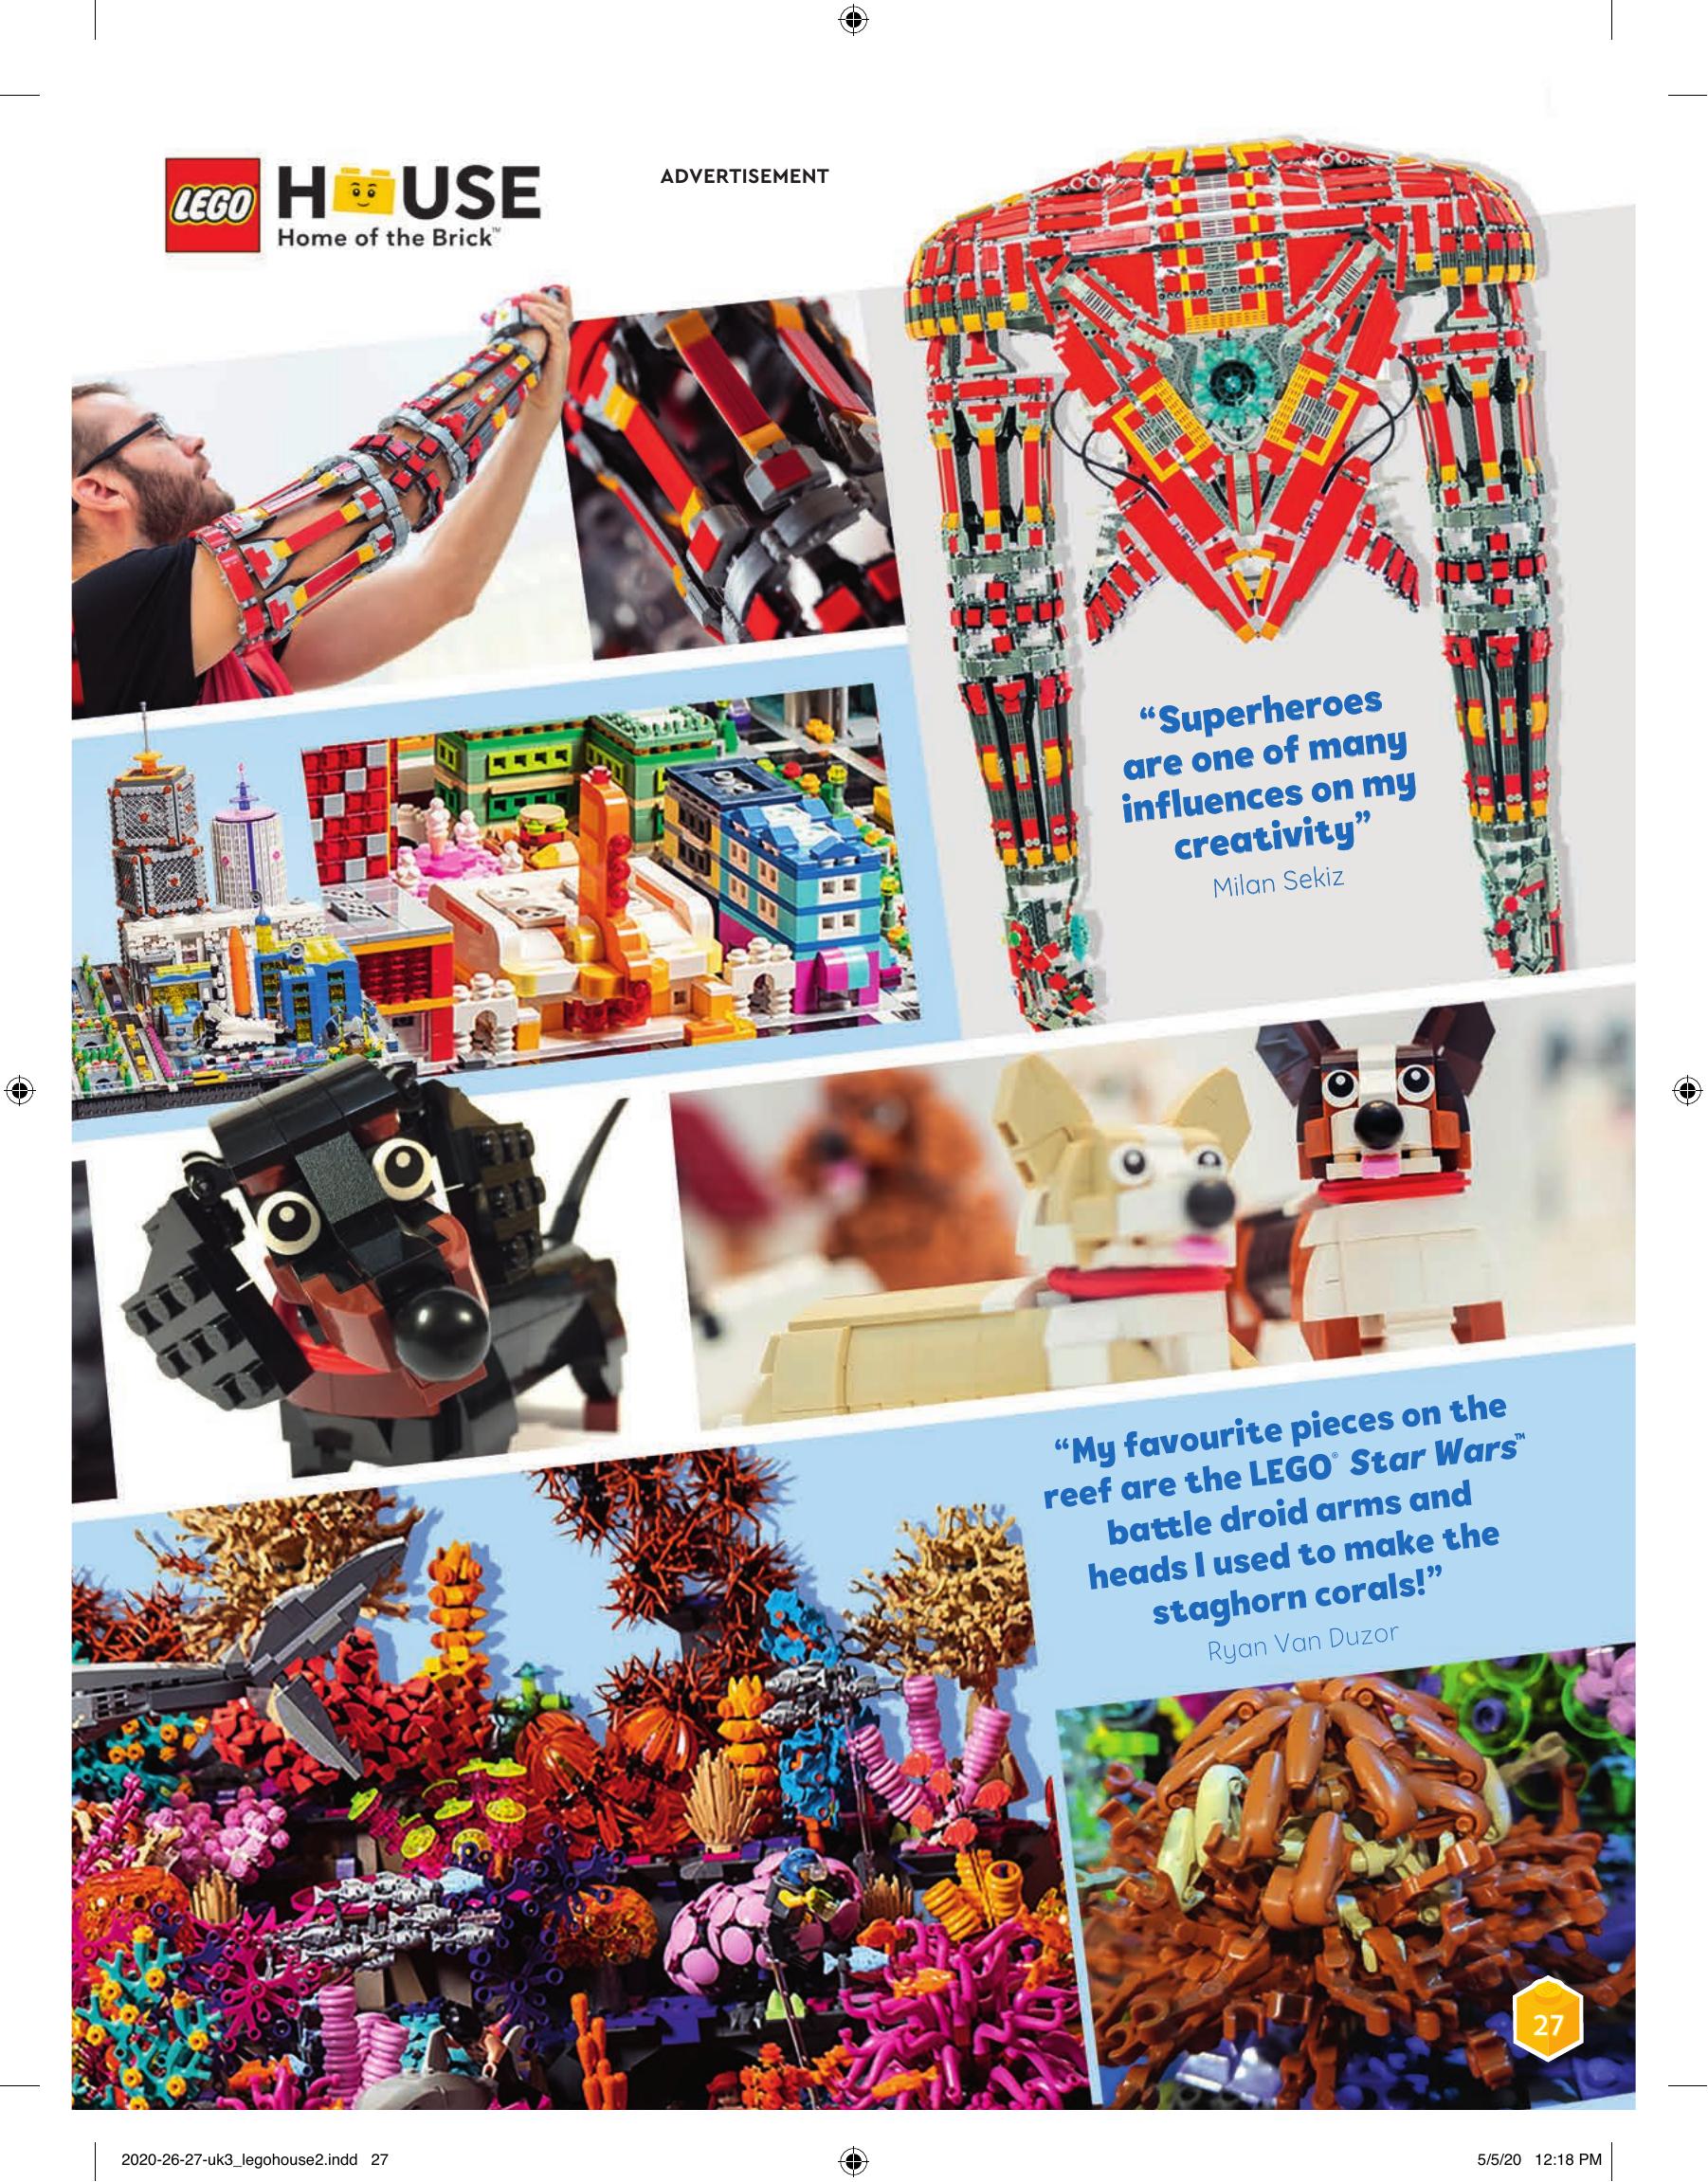 LEGO
HOUSE
Home of the Brick™
ADVERTISEMENT
“Superheroes
are one of many
influences on my
creativity”
Milan Sekiz
“My favourite pieces on the
reef are the LEGO® Star Wars™
battle droid arms and
heads I used to make the
staghorn corals!”
Ryan Van Duzor
27
2020-26-27-uk3_legohouse2.indd 27
5/5/20 12:18 PM